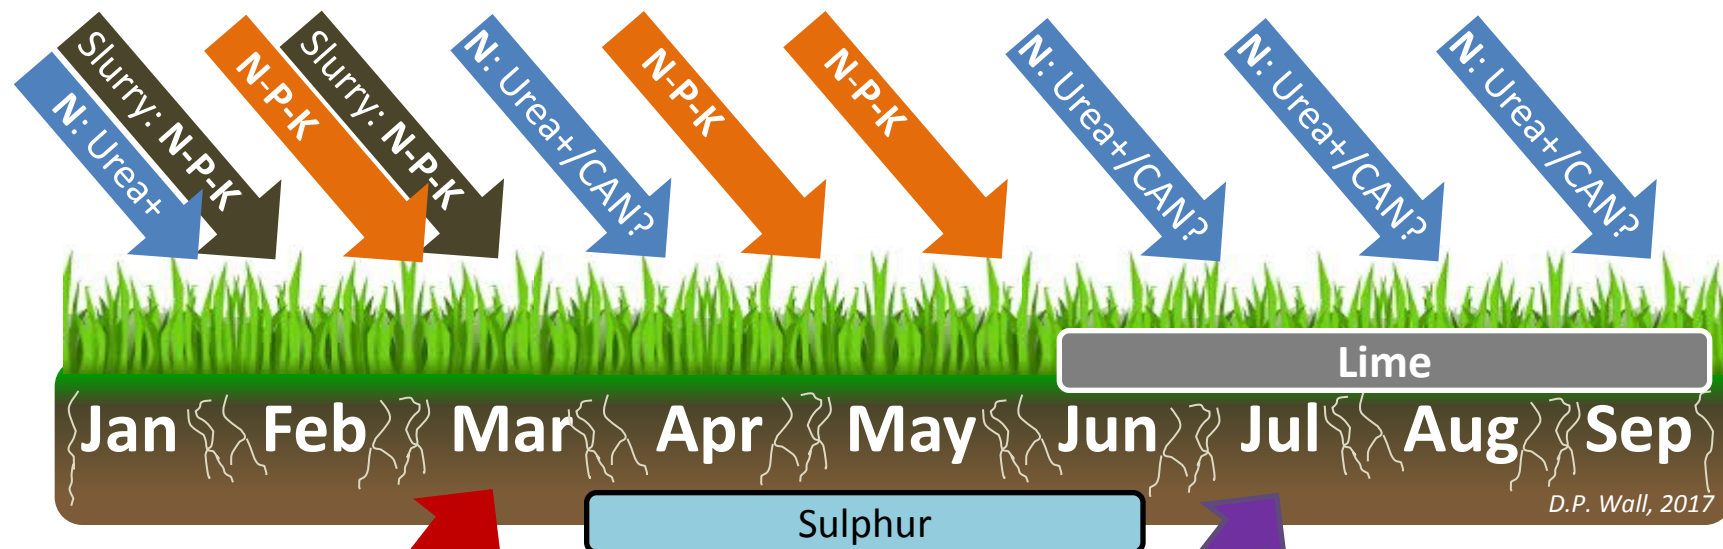 Slurry: N-P-K
N: Urea+
N-P-K
Slurry: N-P-K
N: Urea+/CAN?
N-P-K
N-P-K
N: Urea+/CAN?
N: Urea+/CAN?
N: Urea+/CAN?
Lime
Jan Feb Mar Apr May Jun Jul Aug Sep
D.P. Wall, 2017
Sulphur